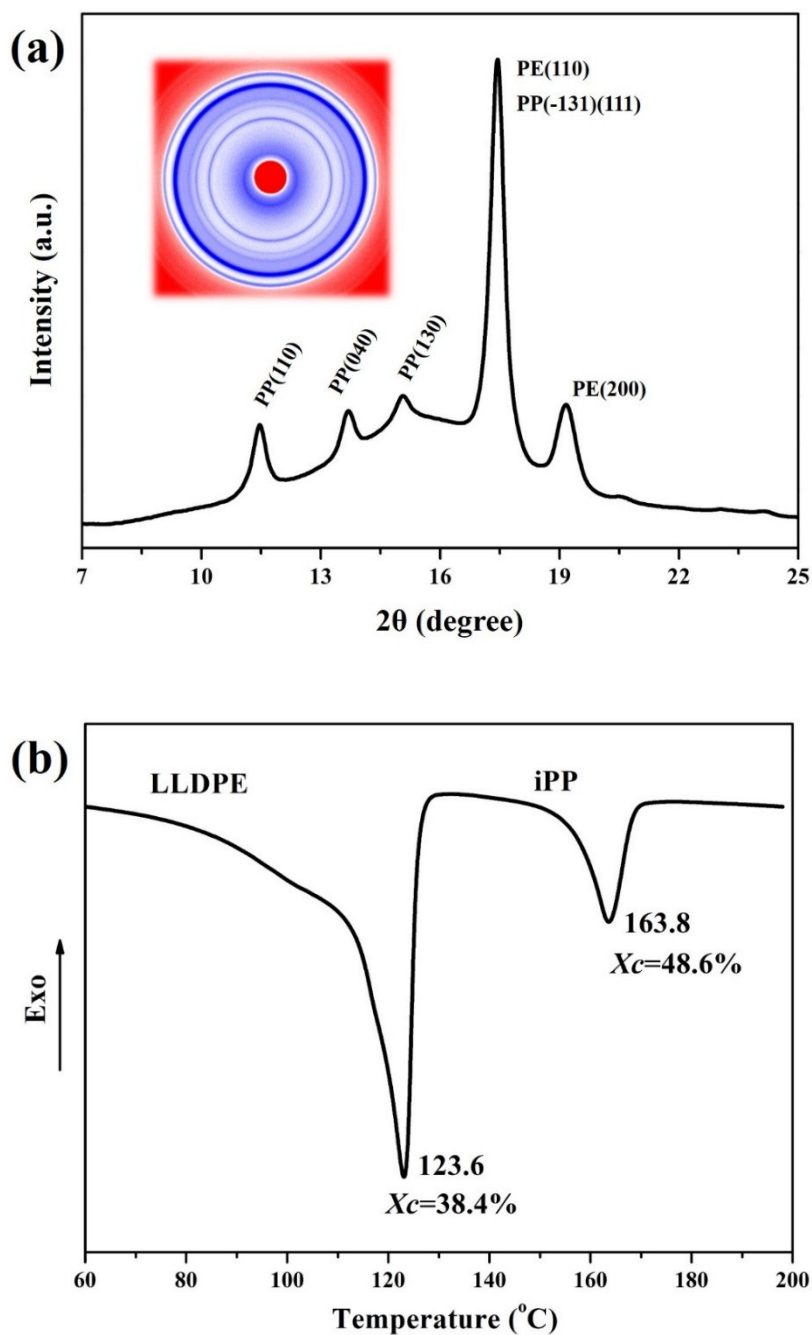 (a)
PE(110)
PP(-131)(111)
PP(110)
PP(040)
PP(130)
PE(200)
Intensity (a.u.)
7 10 13 16 19 22 25
2θ (degree)
(b)
LLDPE
iPP
163.8
Xc=48.6%
123.6
Xc=38.4%
Exo
60 80 100 120 140 160 180 200
Temperature (°C)